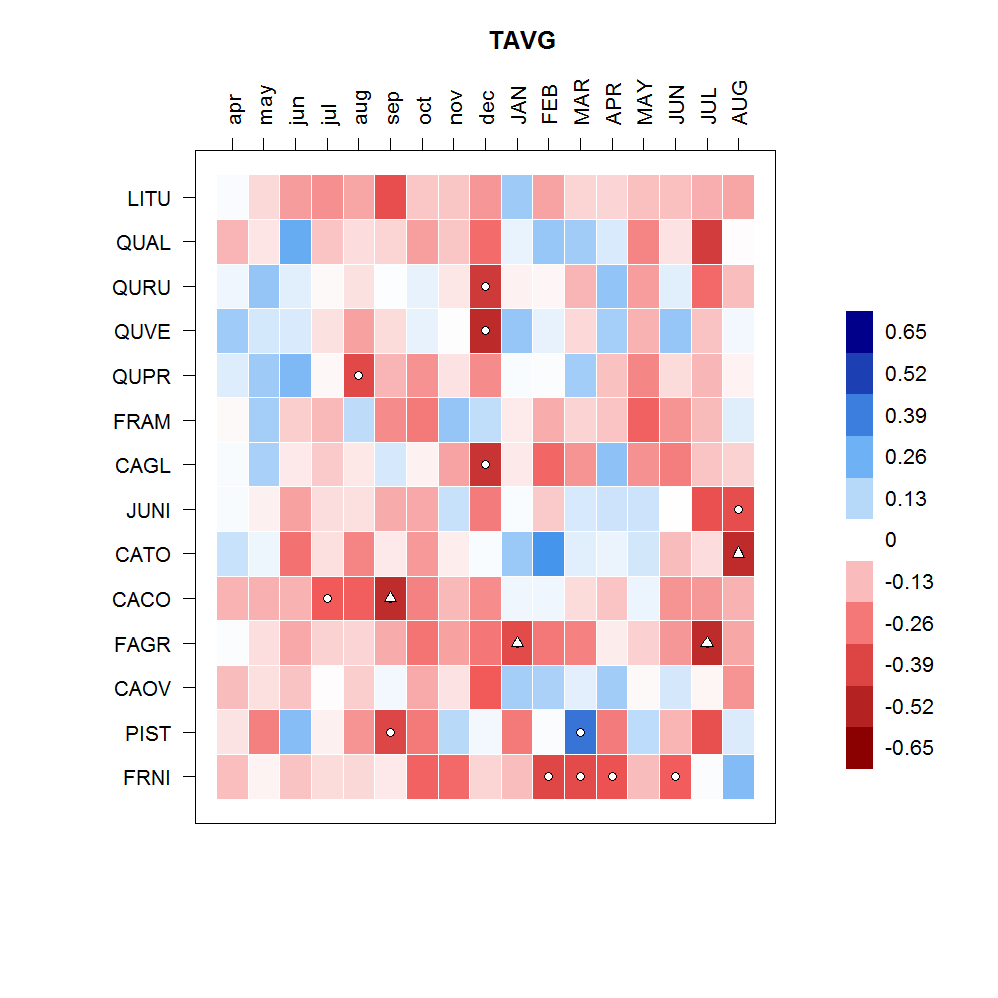 TAVG
apr may jun jul aug sep oct nov dec JAN FEB MAR APR MAY JUN JUL AUG
LITU
QUAL
QURU
QUVE
QUPR
FRAM
CAGL
JUNI
CATO
CACO
FAGR
CAOV
PIST
FRNI
0.65
0.52
0.39
0.26
0.13
0
-0.13
-0.26
-0.39
-0.52
-0.65